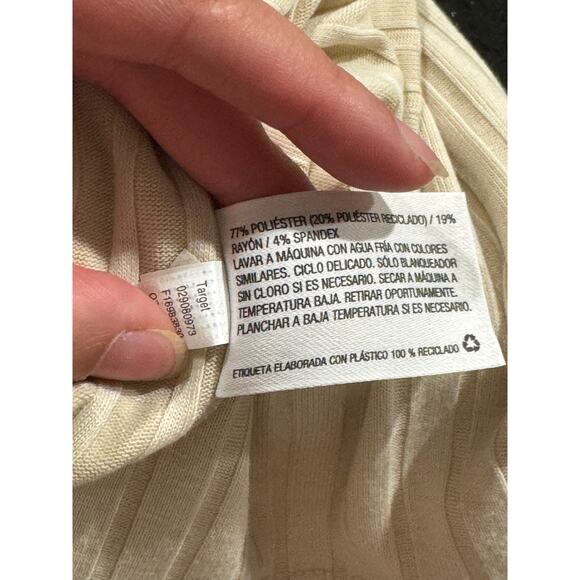 77% POLIÉSTER (20% POLIÉSTER RECICLADO) / 19%
RAYÓN / 4% SPANDEX
LAVAR A MÁQUINA CON AGUA FRÍA CON COLORES
SIMILARES. CICLO DELICADO. SÓLO BLANQUEADOR
SIN CLORO SI ES NECESARIO. SECAR A MÁQUINA A
TEMPERATURA BAJA. RETIRAR OPORTUNAMENTE.
PLANCHAR A BAJA TEMPERATURA SI ES NECESARIO.
ETIQUETA ELABORADA CON PLÁSTICO 100 % RECICLADO
Target
029080973